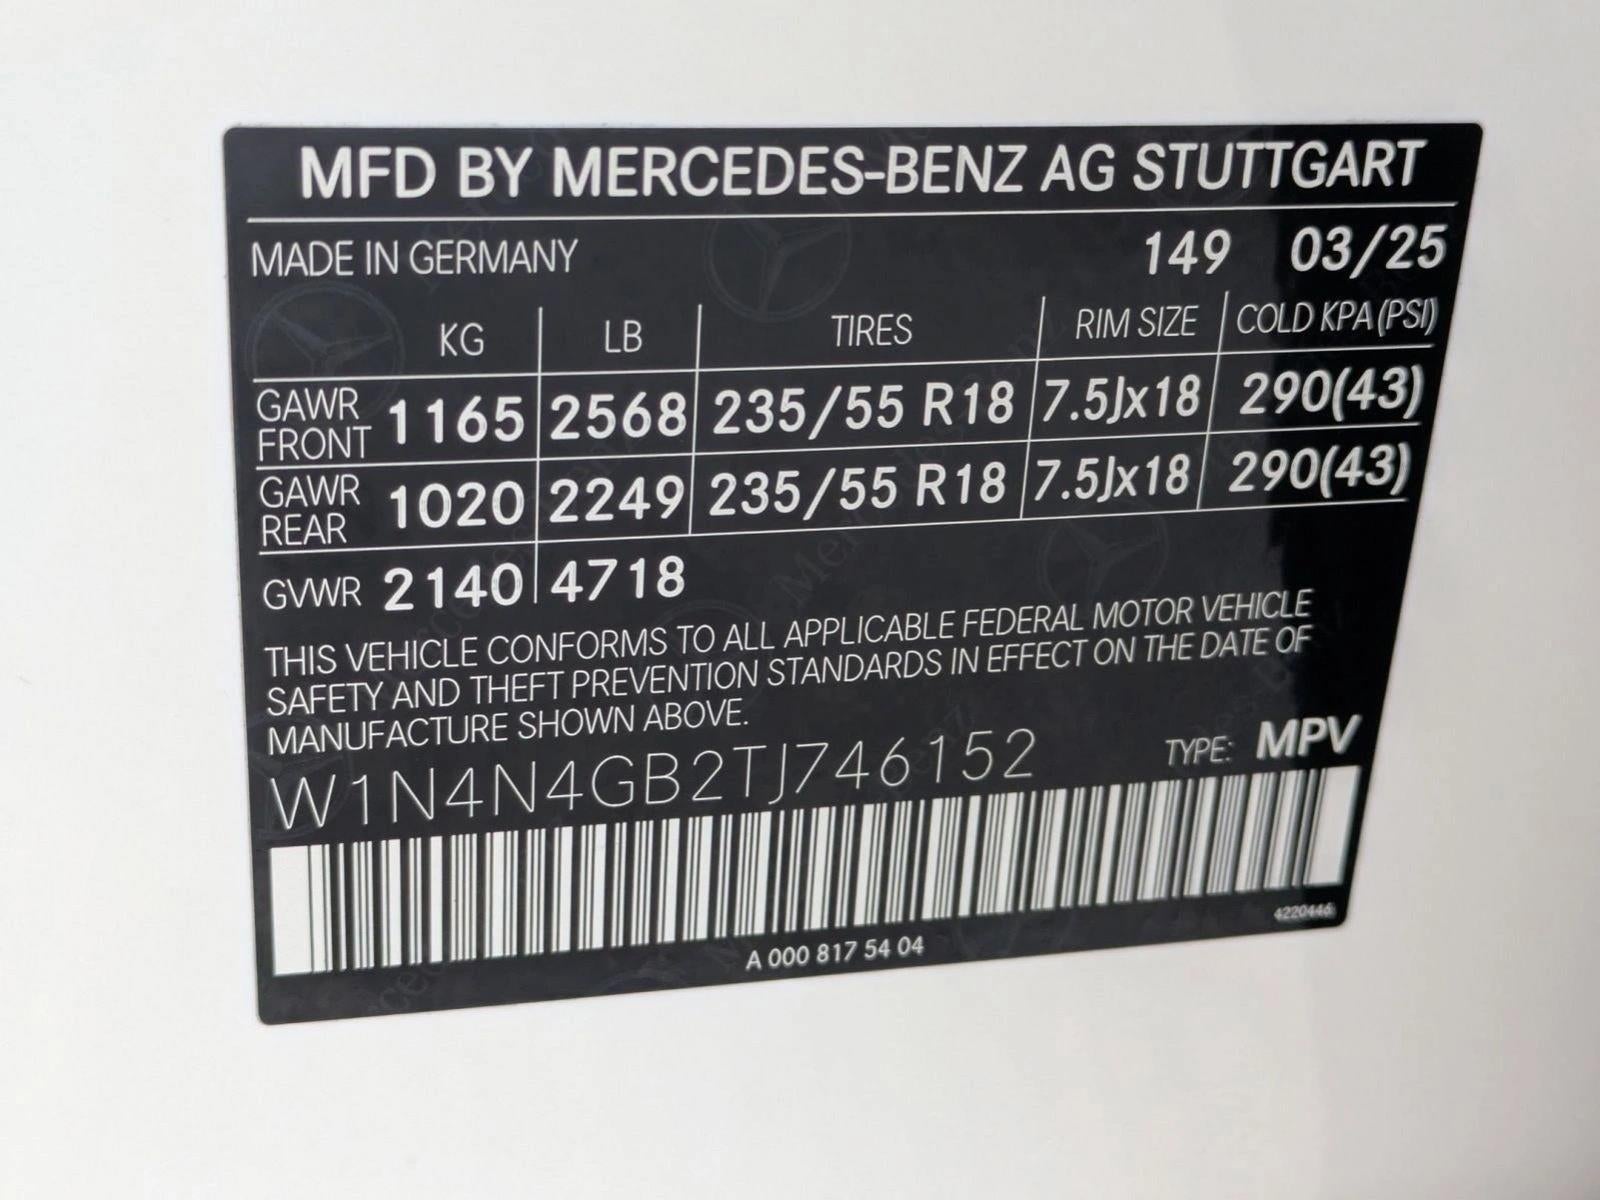 MFD BY MERCEDES-BENZ AG STUTTGART
MADE IN GERMANY 149 03/25
KG LB TIRES RIM SIZE COLD KPA(PSI)
GAWR FRONT 1165 2568 235/55 R18 7.5Jx18 290(43)
GAWR REAR 1020 2249 235/55 R18 7.5Jx18 290(43)
GVWR 2140 4718
THIS VEHICLE CONFORMS TO ALL APPLICABLE FEDERAL MOTOR VEHICLE
SAFETY AND THEFT PREVENTION STANDARDS IN EFFECT ON THE DATE OF
MANUFACTURE SHOWN ABOVE.
W1N4N4GB2TJ746152 TYPE: MPV
4220446
A 000 817 54 04